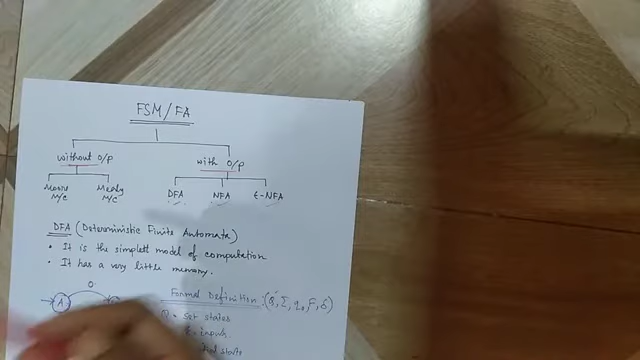 FSM/FA
without O/P with O/P
Moore Mealy DFA NFA ε-NFA
M/C M/C
DFA (Deterministic Finite Automata)
• It is the simplest model of computation
• It has a very little memory.
0
A
Formal Definition: (Q, Σ, q₀, F, δ)
Q = set states
inputs
state